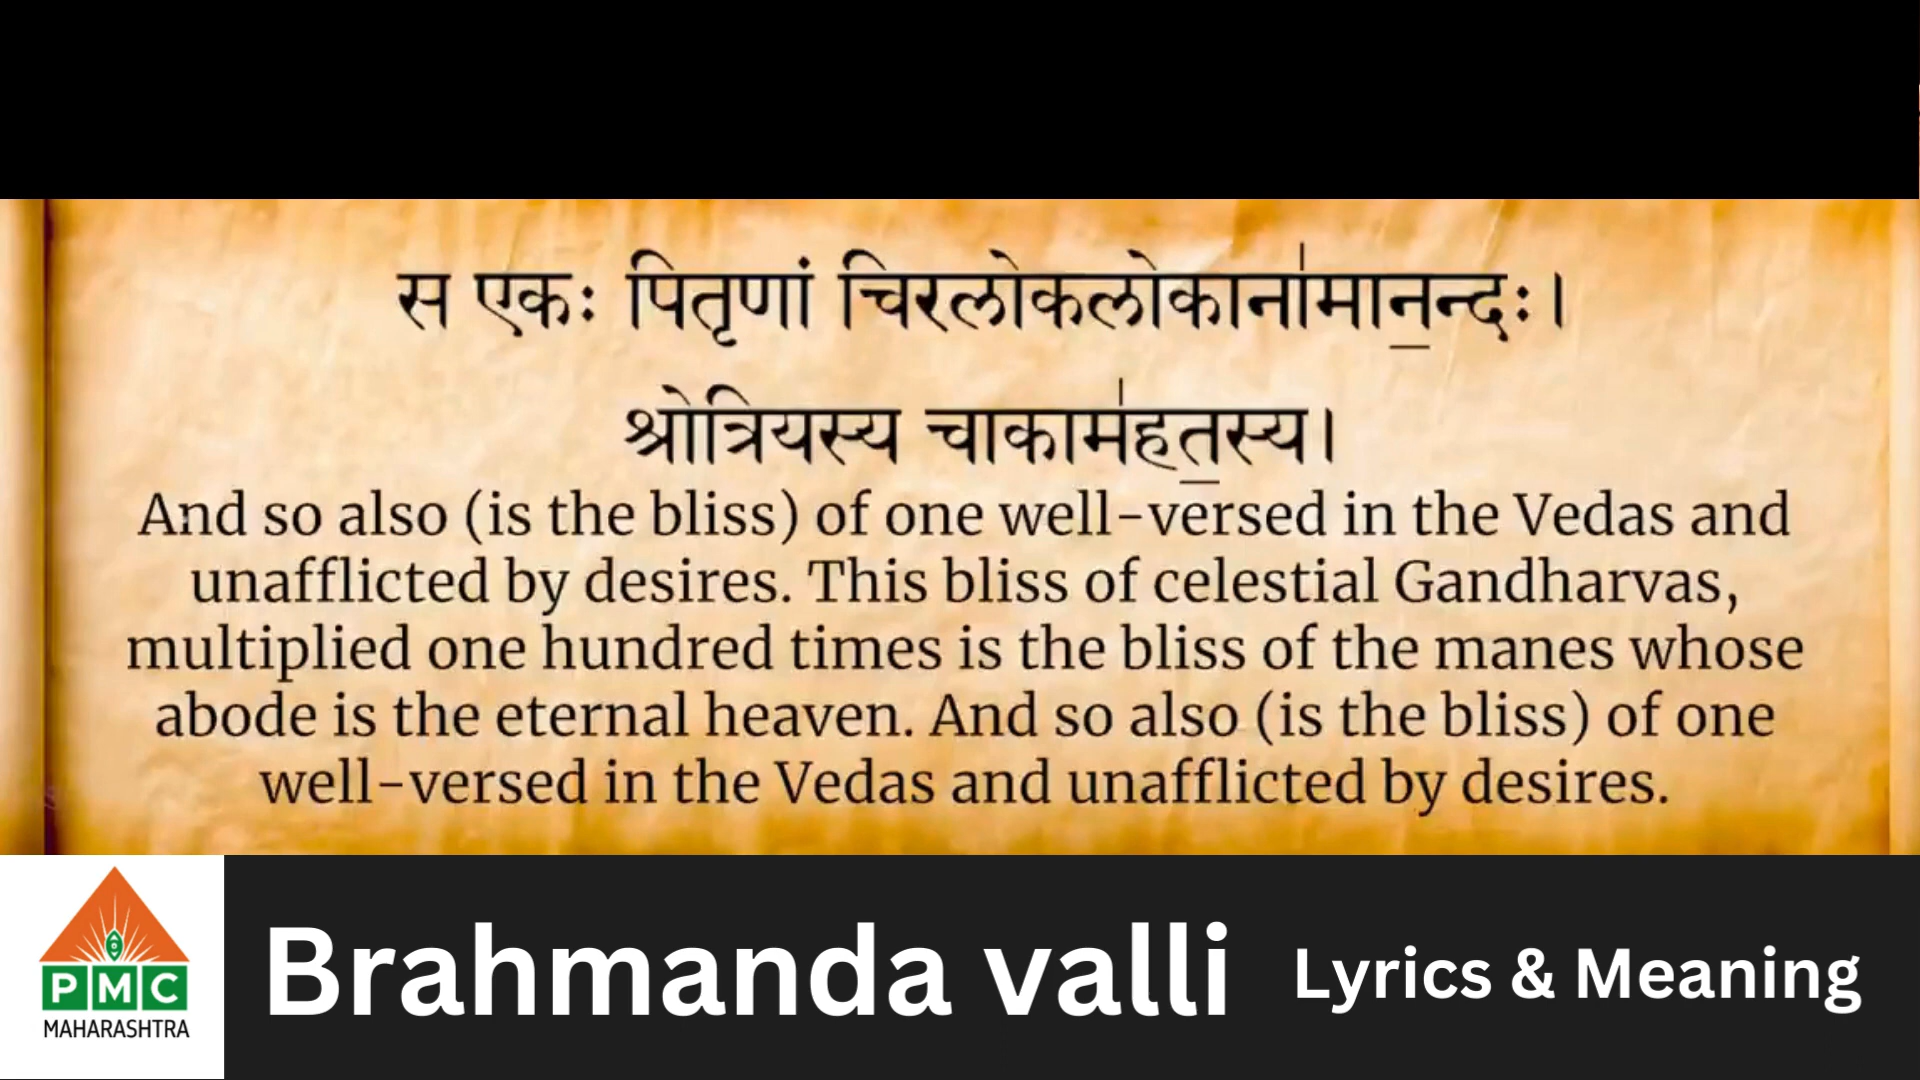 स एकः पितृणां चिरलोकलोकाना॑मान॒न्दः।
श्रोत्रियस्य चाकाम॑हत॒स्य।
And so also (is the bliss) of one well-versed in the Vedas and
unafflicted by desires. This bliss of celestial Gandharvas,
multiplied one hundred times is the bliss of the manes whose
abode is the eternal heaven. And so also (is the bliss) of one
well-versed in the Vedas and unafflicted by desires.
PMC
MAHARASHTRA
Brahmanda valli Lyrics & Meaning